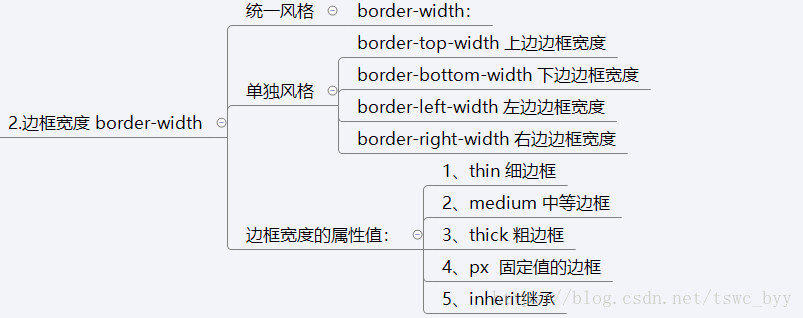 统一风格 border-width：
border-top-width 上边边框宽度
border-bottom-width 下边边框宽度
单独风格
border-left-width 左边边框宽度
2.边框宽度 border-width
border-right-width 右边边框宽度
1、thin 细边框
2、medium 中等边框
边框宽度的属性值：
3、thick 粗边框
4、px 固定值的边框
5、inherit继承
blog.csdn.net/tswc_byy